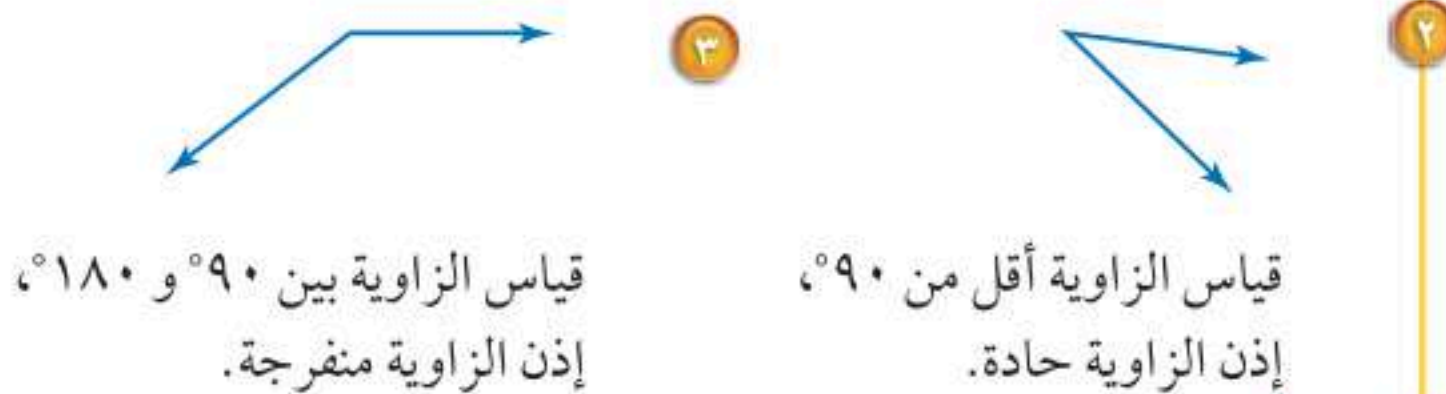 ٢
قياس الزاوية أقل من ٩٠°،
إذن الزاوية حادة.
٣
قياس الزاوية بين ٩٠° و ١٨٠°،
إذن الزاوية منفرجة.